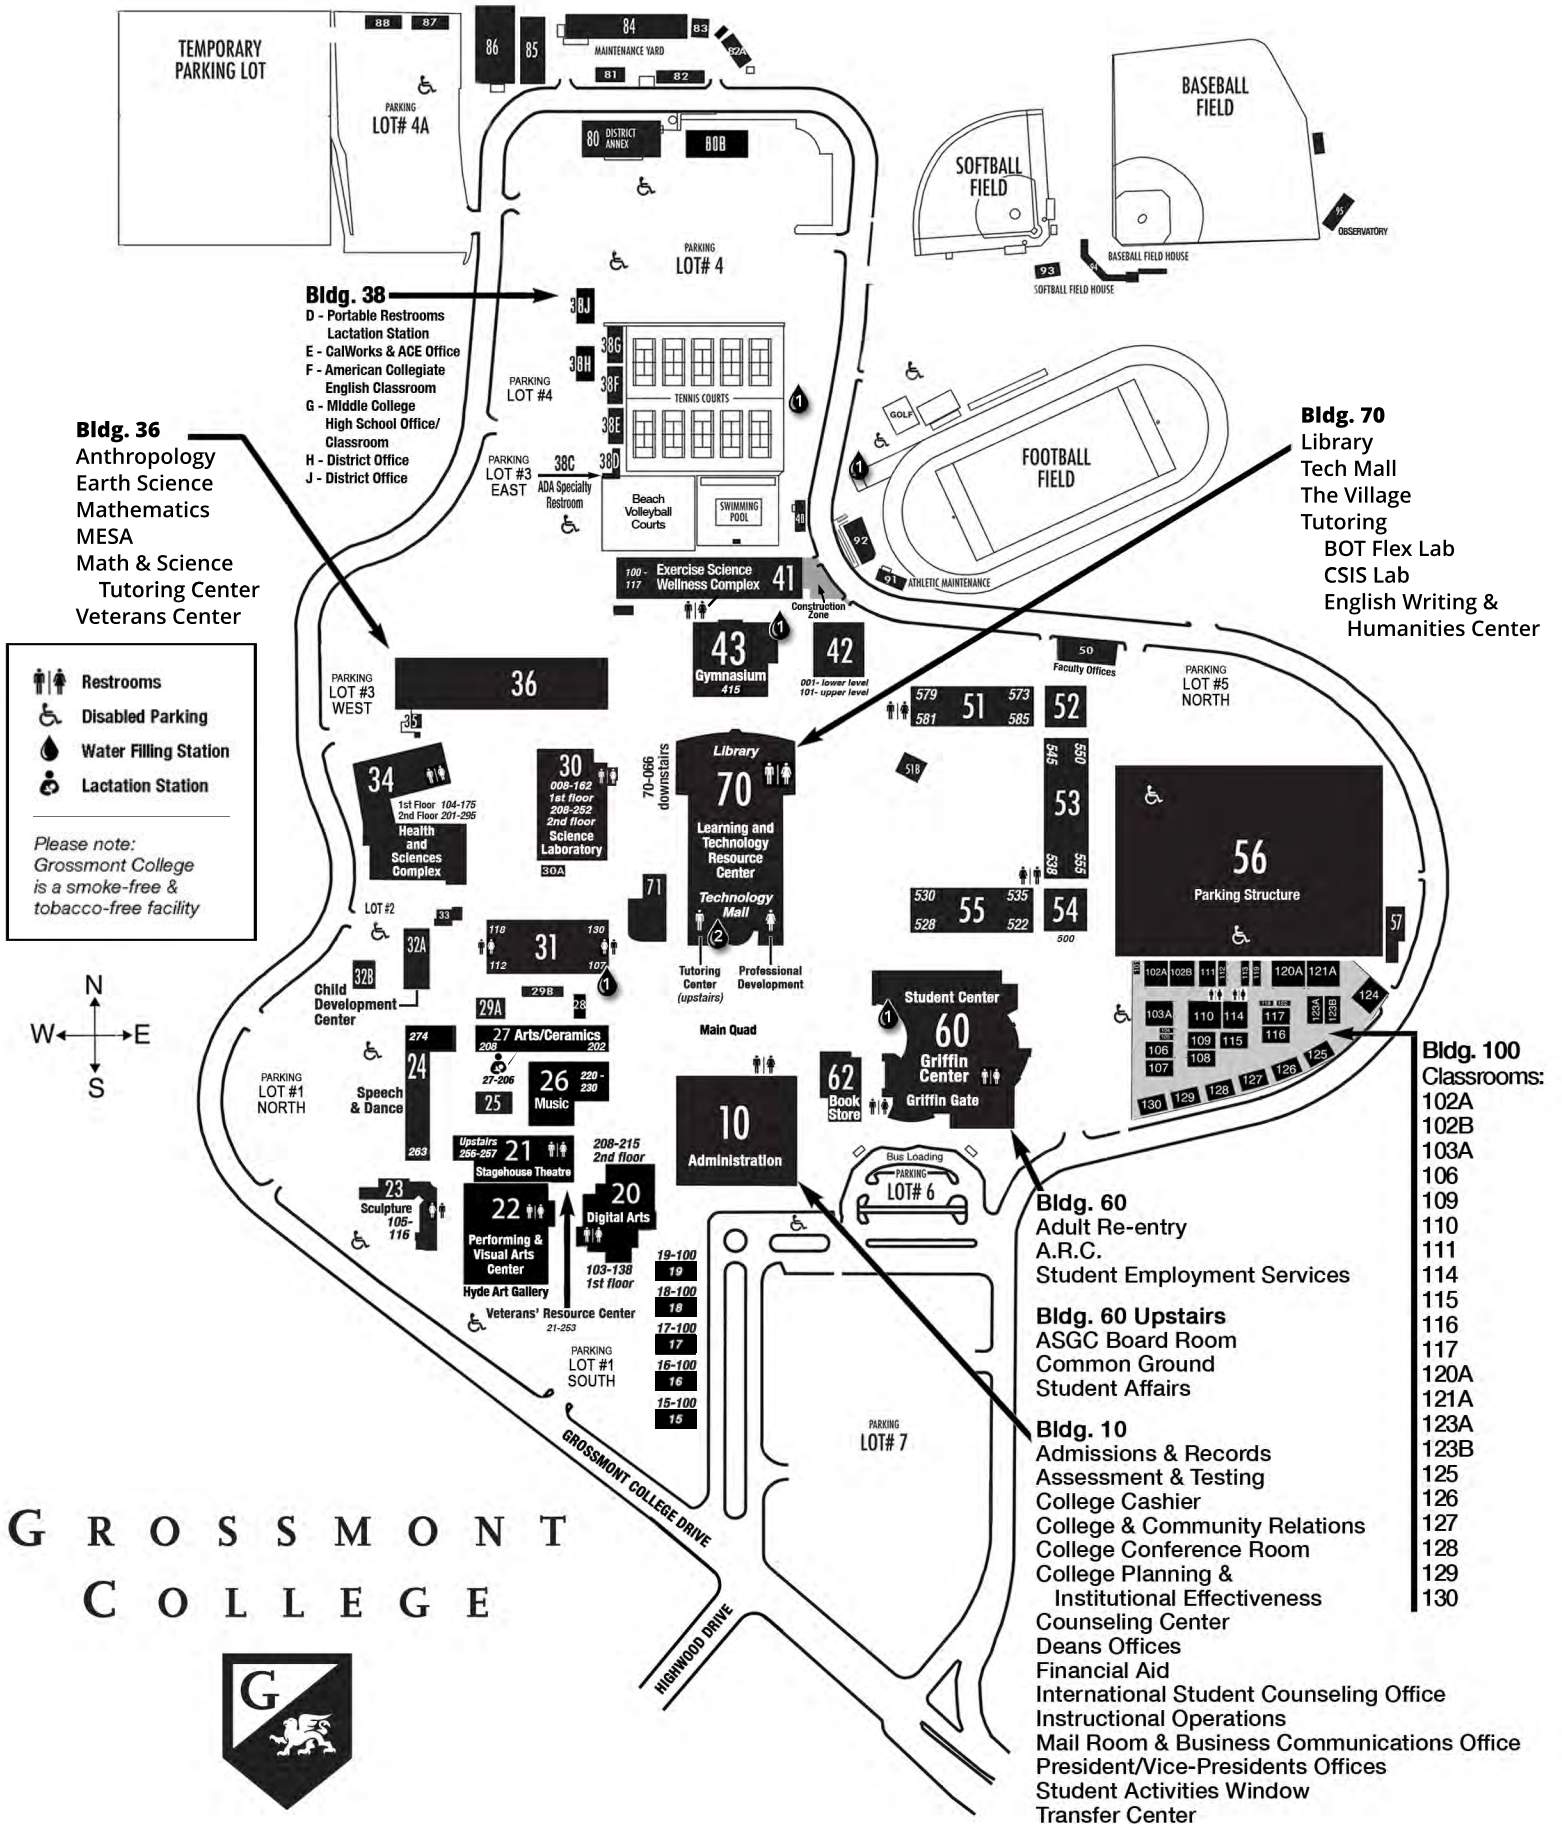 TEMPORARY
PARKING LOT
88
87
PARKING
LOT# 4A
86
85
84
83
82A
MAINTENANCE YARD
81
82
80 DISTRICT
ANNEX
80B
PARKING
LOT# 4
SOFTBALL
FIELD
BASEBALL
FIELD
95
OBSERVATORY
BASEBALL FIELD HOUSE
94
93
SOFTBALL FIELD HOUSE
Bldg. 38
D - Portable Restrooms
Lactation Station
E - CalWorks & ACE Office
F - American Collegiate
English Classroom
G - Middle College
High School Office/
Classroom
H - District Office
J - District Office
38J
38H
38G
38F
38E
38D
PARKING
LOT #4
TENNIS COURTS
1
GOLF
1
FOOTBALL
FIELD
PARKING
LOT #3
EAST
38C
ADA Specialty
Restroom
Beach
Volleyball
Courts
SWIMMING
POOL
40
92
91
ATHLETIC MAINTENANCE
Bldg. 36
Anthropology
Earth Science
Mathematics
MESA
Math & Science
Tutoring Center
Veterans Center
Bldg. 70
Library
Tech Mall
The Village
Tutoring
BOT Flex Lab
CSIS Lab
English Writing &
Humanities Center
100 -
117
Exercise Science
Wellness Complex
41
Construction
Zone
1
43
Gymnasium
415
42
001- lower level
101- upper level
50
Faculty Offices
PARKING
LOT #5
NORTH
Restrooms
Disabled Parking
Water Filling Station
Lactation Station
Please note:
Grossmont College
is a smoke-free &
tobacco-free facility
PARKING
LOT #3
WEST
36
35
34
1st Floor 104-175
2nd Floor 201-295
Health
and
Sciences
Complex
30
008-162
1st floor
208-252
2nd floor
Science
Laboratory
30A
70-066
downstairs
Library
70
Learning and
Technology
Resource
Center
Technology
Mall
2
71
Tutoring
Center
(upstairs)
Professional
Development
579
573
51
581
585
52
51B
545
550
53
538
555
530
535
55
528
522
54
500
56
Parking Structure
57
LOT #2
33
32A
32B
Child
Development
Center
118
130
31
112
107
1
29B
29A
28
N
W
E
S
274
24
Speech
& Dance
263
27 Arts/Ceramics
208
202
27-206
25
26
Music
220 -
230
PARKING
LOT #1
NORTH
Main Quad
10
Administration
Student Center
1
60
Griffin
Center
Griffin Gate
62
Book
Store
101
102A
102B
111
112
113
119
120A
121A
103A
110
114
118
122
117
123A
123B
124
104
105
106
109
115
116
107
108
130
129
128
127
126
125
Bldg. 100
Classrooms:
102A
102B
103A
106
109
110
111
114
115
116
117
120A
121A
123A
123B
125
126
127
128
129
130
Upstairs
256-257
21
Stagehouse Theatre
208-215
2nd floor
20
Digital Arts
103-138
1st floor
23
Sculpture
105-
116
22
Performing &
Visual Arts
Center
Hyde Art Gallery
Veterans' Resource Center
21-253
PARKING
LOT #1
SOUTH
19-100
19
18-100
18
17-100
17
16-100
16
15-100
15
Bus Loading
PARKING
LOT# 6
PARKING
LOT# 7
GROSSMONT COLLEGE DRIVE
HIGHWOOD DRIVE
Bldg. 60
Adult Re-entry
A.R.C.
Student Employment Services
Bldg. 60 Upstairs
ASGC Board Room
Common Ground
Student Affairs
Bldg. 10
Admissions & Records
Assessment & Testing
College Cashier
College & Community Relations
College Conference Room
College Planning &
Institutional Effectiveness
Counseling Center
Deans Offices
Financial Aid
International Student Counseling Office
Instructional Operations
Mail Room & Business Communications Office
President/Vice-Presidents Offices
Student Activities Window
Transfer Center
GROSSMONT
COLLEGE
G